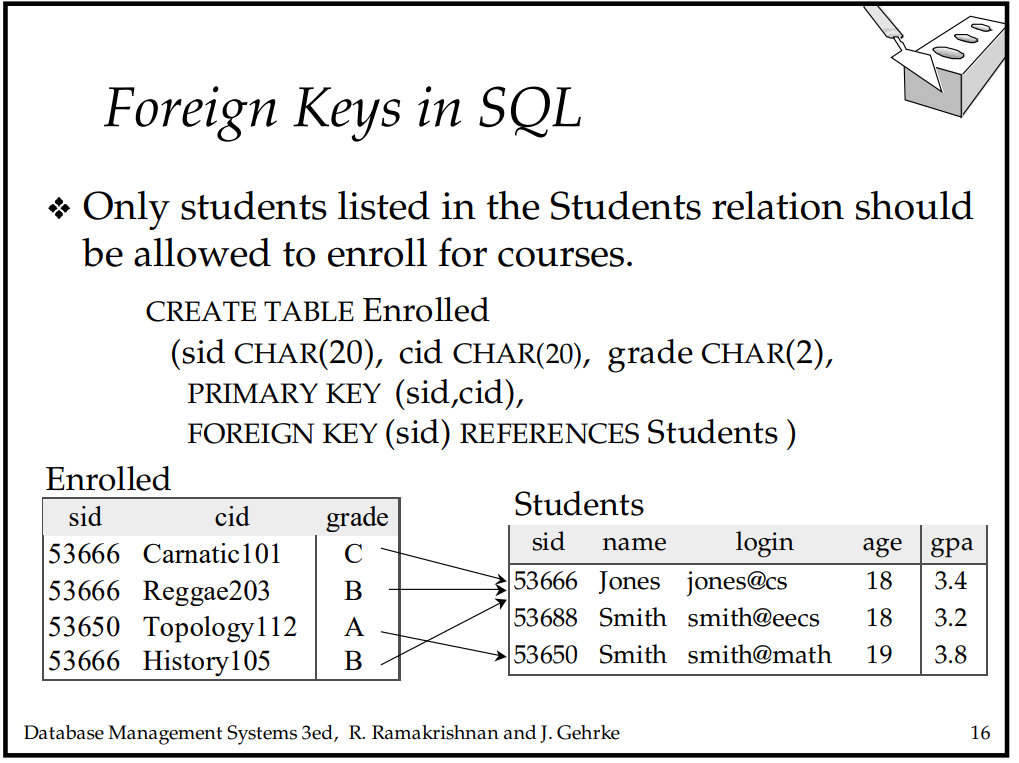 Foreign Keys in SQL
❖ Only students listed in the Students relation should
be allowed to enroll for courses.
CREATE TABLE Enrolled
(sid CHAR(20), cid CHAR(20), grade CHAR(2),
PRIMARY KEY (sid,cid),
FOREIGN KEY (sid) REFERENCES Students )
Enrolled
sid cid grade
53666 Carnatic101 C
53666 Reggae203 B
53650 Topology112 A
53666 History105 B
Students
sid name login age gpa
53666 Jones jones@cs 18 3.4
53688 Smith smith@eecs 18 3.2
53650 Smith smith@math 19 3.8
Database Management Systems 3ed, R. Ramakrishnan and J. Gehrke 16